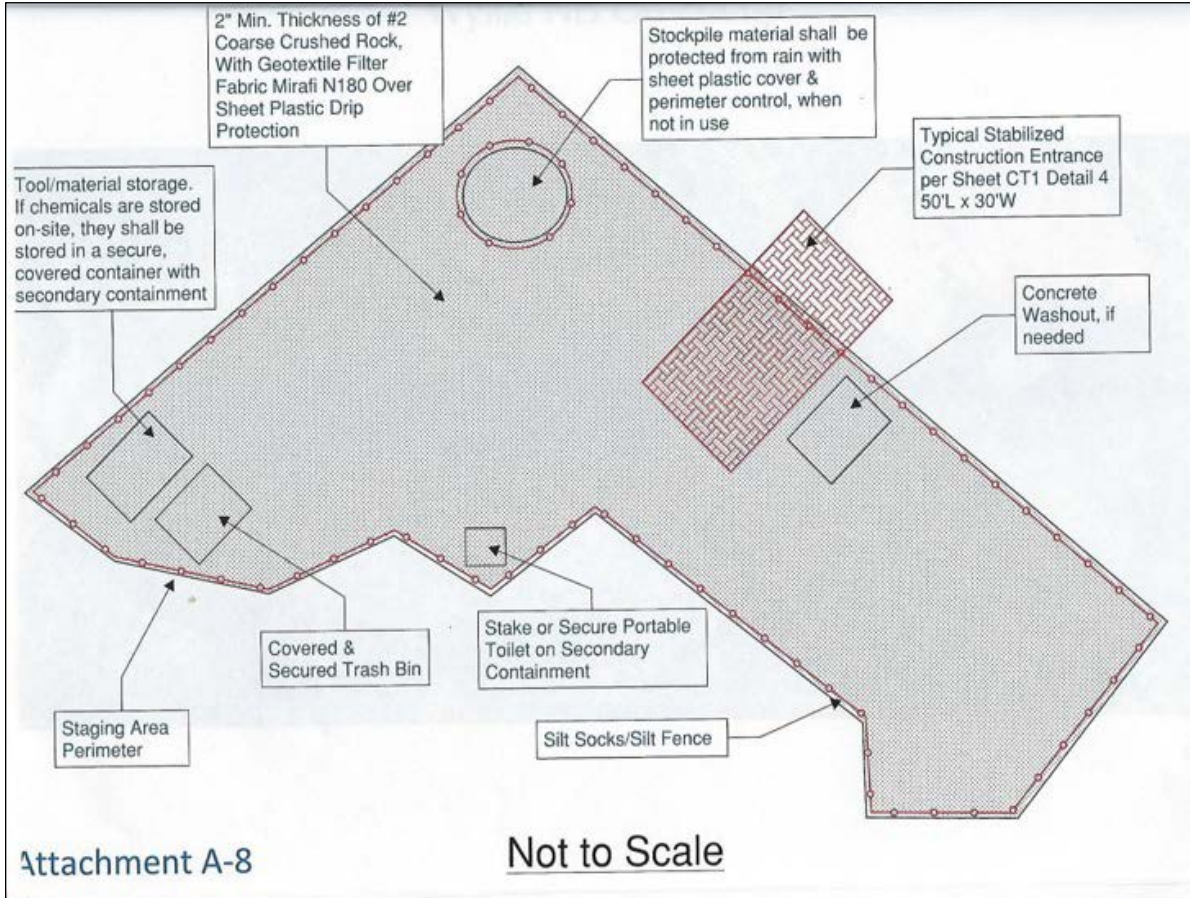 2" Min. Thickness of #2
Coarse Crushed Rock,
With Geotextile Filter
Fabric Mirafi N180 Over
Sheet Plastic Drip
Protection
Stockpile material shall be
protected from rain with
sheet plastic cover &
perimeter control, when
not in use
Typical Stabilized
Construction Entrance
per Sheet CT1 Detail 4
50'L x 30'W
Tool/material storage.
If chemicals are stored
on-site, they shall be
stored in a secure,
covered container with
secondary containment
Concrete
Washout, if
needed
Covered &
Secured Trash Bin
Stake or Secure Portable
Toilet on Secondary
Containment
Staging Area
Perimeter
Silt Socks/Silt Fence
Attachment A-8
Not to Scale